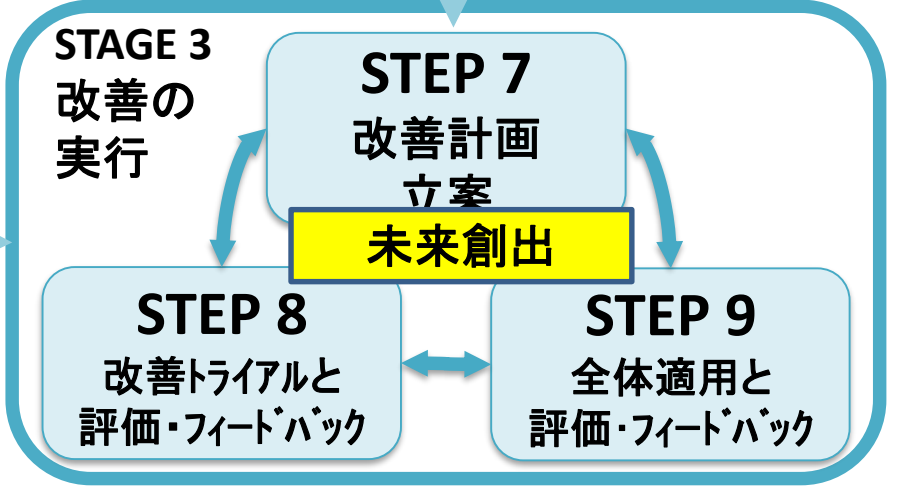 STAGE 3
改善の
実行
STEP 7
改善計画
立案
未来創出
STEP 8
改善ﾄﾗｲｱﾙと
評価・ﾌｨｰﾄﾞﾊﾞｯｸ
STEP 9
全体適用と
評価・ﾌｨｰﾄﾞﾊﾞｯｸ